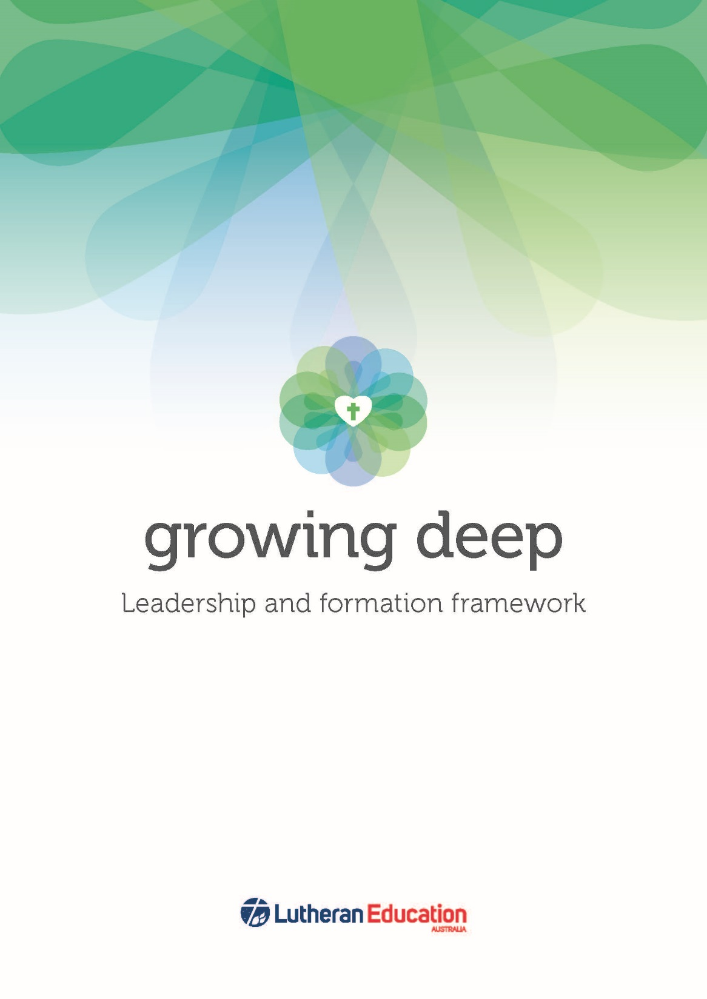 growing deep
Leadership and formation framework
Lutheran Education
AUSTRALIA